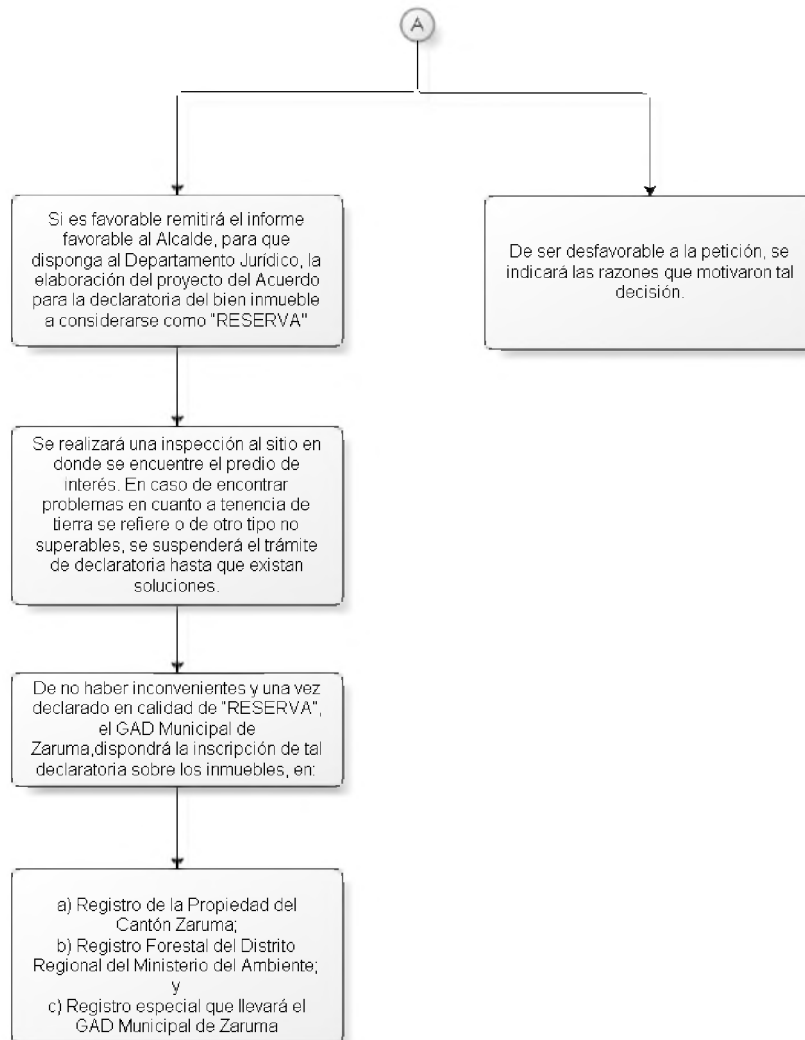 A
Si es favorable remitirá el informe
favorable al Alcalde, para que
disponga al Departamento Jurídico, la
elaboración del proyecto del Acuerdo
para la declaratoria del bien inmueble
a considerarse como "RESERVA"
De ser desfavorable a la petición, se
indicará las razones que motivaron tal
decisión.
Se realizará una inspección al sitio en
donde se encuentre el predio de
interés. En caso de encontrar
problemas en cuanto a tenencia de
tierra se refiere o de otro tipo no
superables, se suspenderá el trámite
de declaratoria hasta que existan
soluciones.
De no haber inconvenientes y una vez
declarado en calidad de "RESERVA",
el GAD Municipal de
Zaruma,dispondrá la inscripción de tal
declaratoria sobre los inmuebles, en:
a) Registro de la Propiedad del
Cantón Zaruma;
b) Registro Forestal del Distrito
Regional del Ministerio del Ambiente;
y
c) Registro especial que llevará el
GAD Municipal de Zaruma